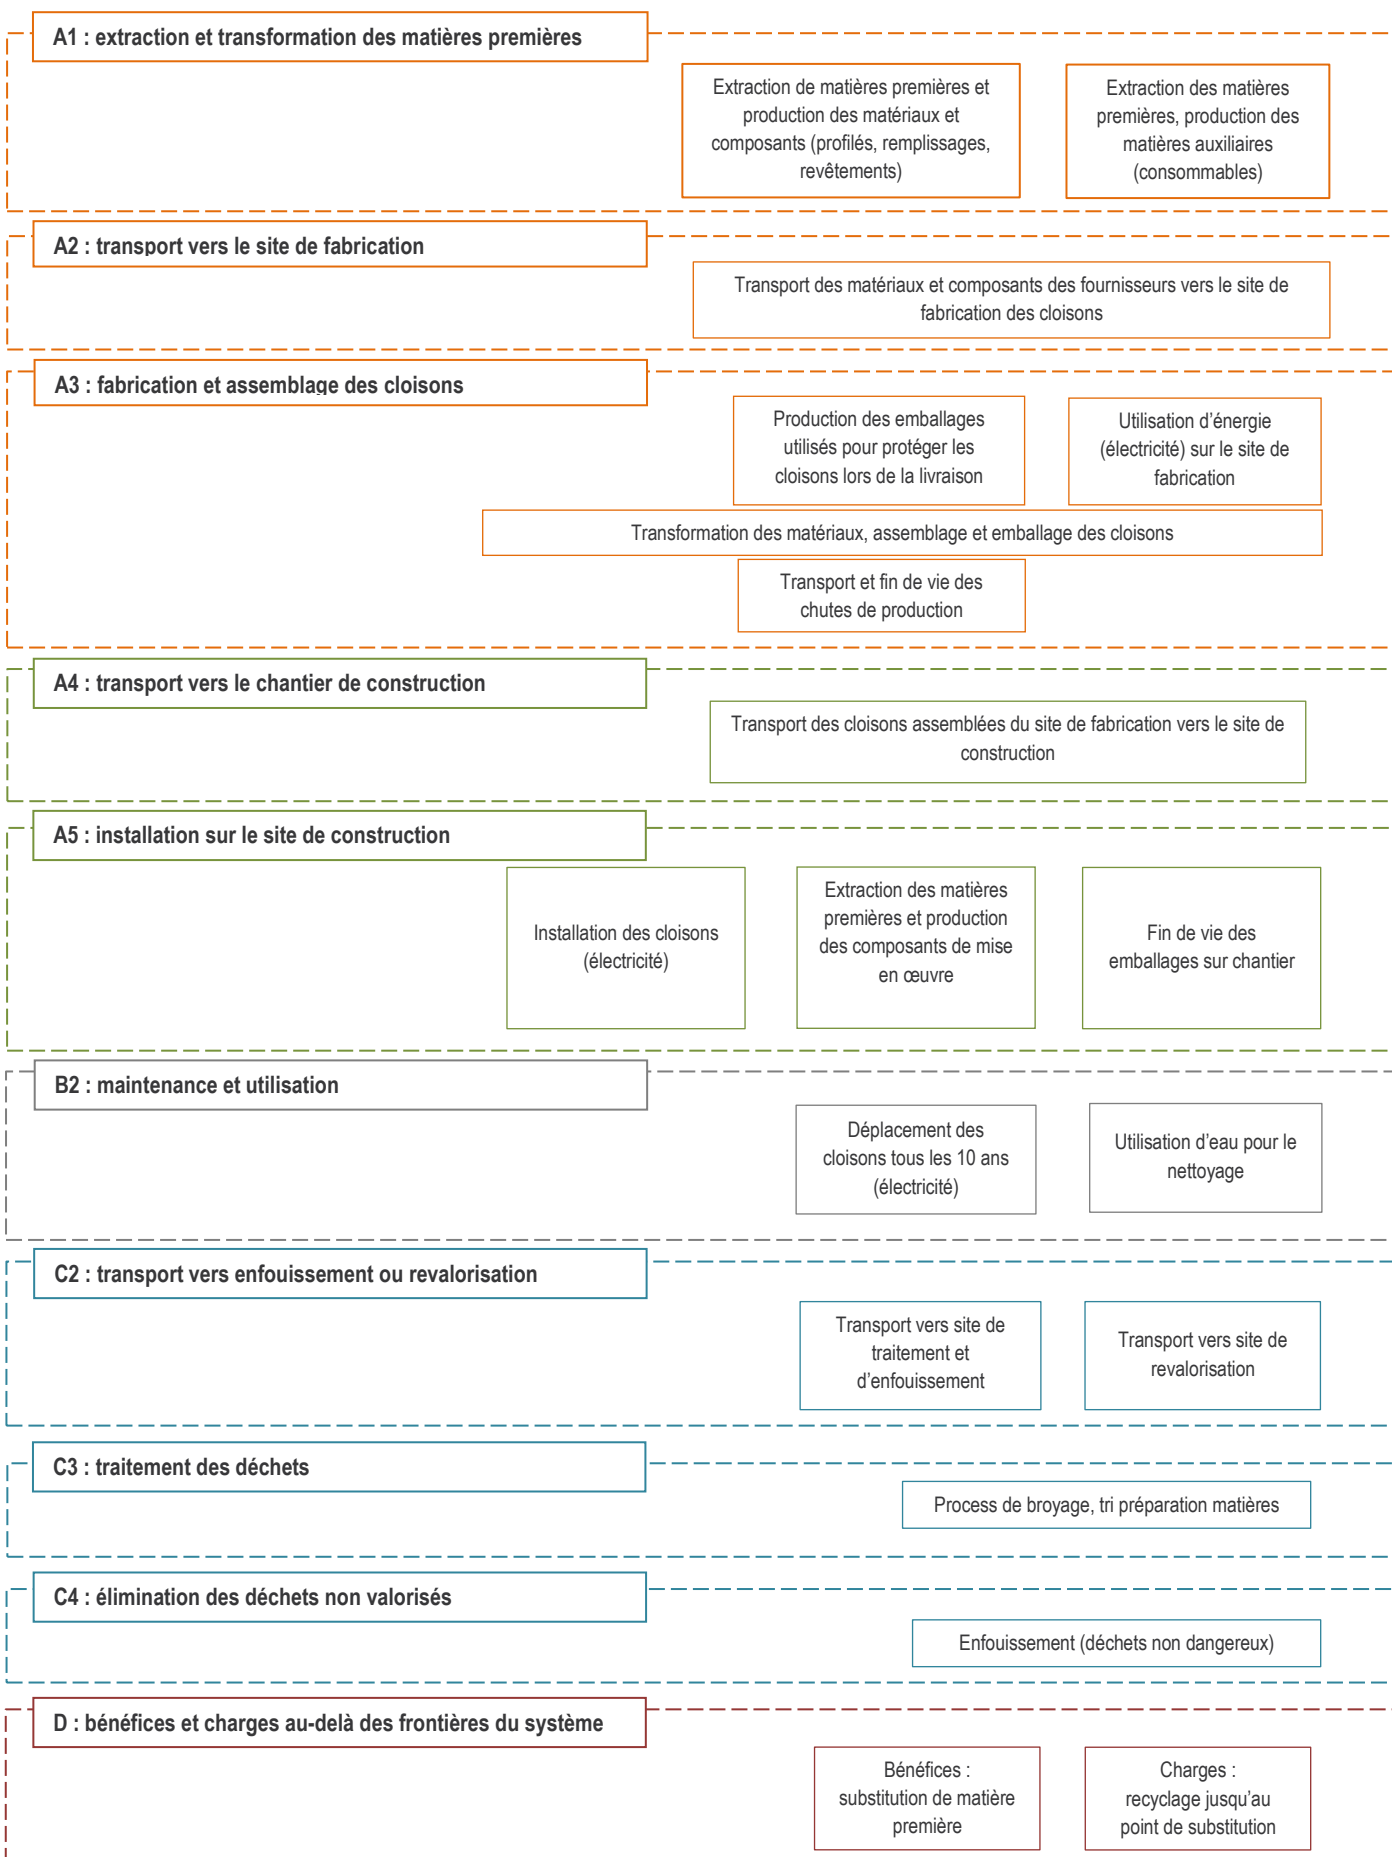 A1 : extraction et transformation des matières premières
Extraction de matières premières et
production des matériaux et
composants (profilés, remplissages,
revêtements)
Extraction des matières
premières, production des
matières auxiliaires
(consommables)
A2 : transport vers le site de fabrication
Transport des matériaux et composants des fournisseurs vers le site de
fabrication des cloisons
A3 : fabrication et assemblage des cloisons
Production des emballages
utilisés pour protéger les
cloisons lors de la livraison
Utilisation d’énergie
(électricité) sur le site de
fabrication
Transformation des matériaux, assemblage et emballage des cloisons
Transport et fin de vie des
chutes de production
A4 : transport vers le chantier de construction
Transport des cloisons assemblées du site de fabrication vers le site de
construction
A5 : installation sur le site de construction
Installation des cloisons
(électricité)
Extraction des matières
premières et production
des composants de mise
en œuvre
Fin de vie des
emballages sur chantier
B2 : maintenance et utilisation
Déplacement des
cloisons tous les 10 ans
(électricité)
Utilisation d’eau pour le
nettoyage
C2 : transport vers enfouissement ou revalorisation
Transport vers site de
traitement et
d’enfouissement
Transport vers site de
revalorisation
C3 : traitement des déchets
Process de broyage, tri préparation matières
C4 : élimination des déchets non valorisés
Enfouissement (déchets non dangereux)
D : bénéfices et charges au-delà des frontières du système
Bénéfices :
substitution de matière
première
Charges :
recyclage jusqu’au
point de substitution